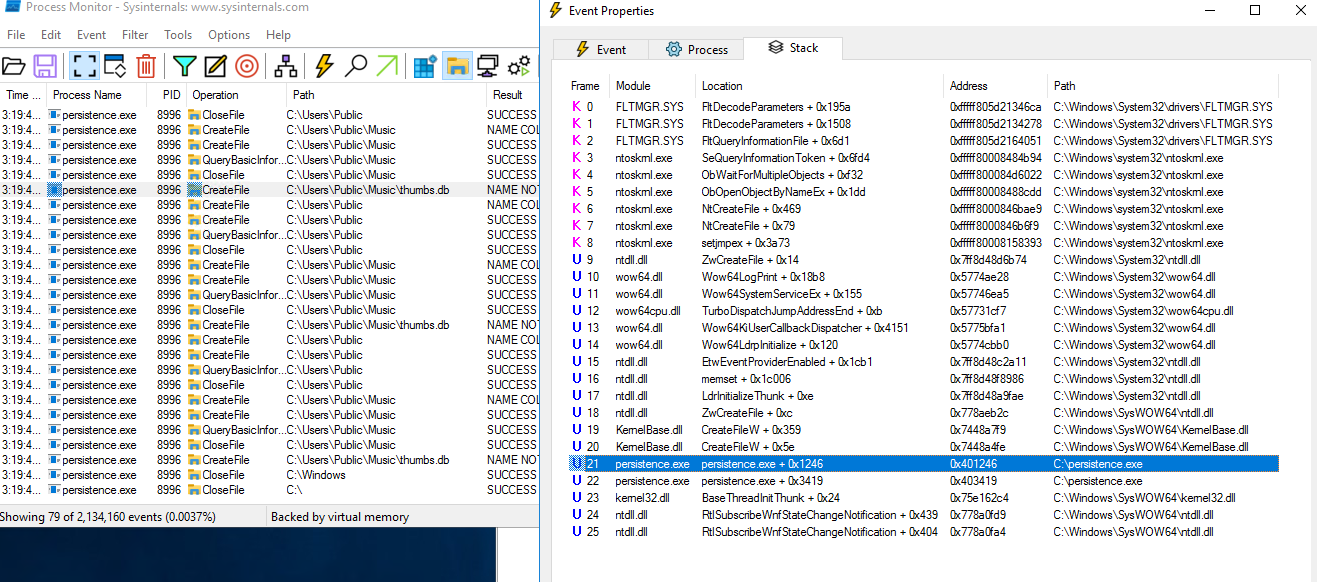 Process Monitor - Sysinternals: www.sysinternals.com
File Edit Event Filter Tools Options Help
Time ... Process Name PID Operation Path Result
3:19:4... persistence.exe 8996 CloseFile C:\Users\Public SUCCESS
3:19:4... persistence.exe 8996 CreateFile C:\Users\Public\Music NAME COL
3:19:4... persistence.exe 8996 CreateFile C:\Users\Public\Music SUCCESS
3:19:4... persistence.exe 8996 QueryBasicInfor... C:\Users\Public\Music SUCCESS
3:19:4... persistence.exe 8996 CloseFile C:\Users\Public\Music SUCCESS
3:19:4... persistence.exe 8996 CreateFile C:\Users\Public\Music\thumbs.db NAME NOT
3:19:4... persistence.exe 8996 CreateFile C:\Users\Public NAME COL
3:19:4... persistence.exe 8996 CreateFile C:\Users\Public SUCCESS
3:19:4... persistence.exe 8996 QueryBasicInfor... C:\Users\Public SUCCESS
3:19:4... persistence.exe 8996 CloseFile C:\Users\Public SUCCESS
3:19:4... persistence.exe 8996 CreateFile C:\Users\Public\Music NAME COL
3:19:4... persistence.exe 8996 CreateFile C:\Users\Public\Music SUCCESS
3:19:4... persistence.exe 8996 QueryBasicInfor... C:\Users\Public\Music SUCCESS
3:19:4... persistence.exe 8996 CloseFile C:\Users\Public\Music SUCCESS
3:19:4... persistence.exe 8996 CreateFile C:\Users\Public\Music\thumbs.db NAME NOT
3:19:4... persistence.exe 8996 CreateFile C:\Users\Public NAME COL
3:19:4... persistence.exe 8996 CreateFile C:\Users\Public SUCCESS
3:19:4... persistence.exe 8996 QueryBasicInfor... C:\Users\Public SUCCESS
3:19:4... persistence.exe 8996 CloseFile C:\Users\Public SUCCESS
3:19:4... persistence.exe 8996 CreateFile C:\Users\Public\Music NAME COL
3:19:4... persistence.exe 8996 CreateFile C:\Users\Public\Music SUCCESS
3:19:4... persistence.exe 8996 QueryBasicInfor... C:\Users\Public\Music SUCCESS
3:19:4... persistence.exe 8996 CloseFile C:\Users\Public\Music SUCCESS
3:19:4... persistence.exe 8996 CreateFile C:\Users\Public\Music\thumbs.db NAME NOT
3:19:4... persistence.exe 8996 CloseFile C:\Windows SUCCESS
3:19:4... persistence.exe 8996 CloseFile C:\ SUCCESS
Showing 79 of 2,134,160 events (0.0037%) Backed by virtual memory
Event Properties
Event Process Stack
Frame Module Location Address Path
K 0 FLTMGR.SYS FltDecodeParameters + 0x195a 0xfffff805d21346ca C:\Windows\System32\drivers\FLTMGR.SYS
K 1 FLTMGR.SYS FltDecodeParameters + 0x1508 0xfffff805d2134278 C:\Windows\System32\drivers\FLTMGR.SYS
K 2 FLTMGR.SYS FltQueryInformationFile + 0x6d1 0xfffff805d2164051 C:\Windows\System32\drivers\FLTMGR.SYS
K 3 ntoskrnl.exe SeQueryInformationToken + 0x6fd4 0xfffff80008484b94 C:\Windows\system32\ntoskrnl.exe
K 4 ntoskrnl.exe ObWaitForMultipleObjects + 0xf32 0xfffff800084d6022 C:\Windows\system32\ntoskrnl.exe
K 5 ntoskrnl.exe ObOpenObjectByNameEx + 0x1dd 0xfffff80008488cdd C:\Windows\system32\ntoskrnl.exe
K 6 ntoskrnl.exe NtCreateFile + 0x469 0xfffff8000846bae9 C:\Windows\system32\ntoskrnl.exe
K 7 ntoskrnl.exe NtCreateFile + 0x79 0xfffff8000846b6f9 C:\Windows\system32\ntoskrnl.exe
K 8 ntoskrnl.exe setjmpex + 0x3a73 0xfffff80008158393 C:\Windows\system32\ntoskrnl.exe
U 9 ntdll.dll ZwCreateFile + 0x14 0x7ff8d48d6b74 C:\Windows\System32\ntdll.dll
U 10 wow64.dll Wow64LogPrint + 0x18b8 0x5774ae28 C:\Windows\System32\wow64.dll
U 11 wow64.dll Wow64SystemServiceEx + 0x155 0x57746ea5 C:\Windows\System32\wow64.dll
U 12 wow64cpu.dll TurboDispatchJumpAddressEnd + 0xb 0x57731cf7 C:\Windows\System32\wow64cpu.dll
U 13 wow64.dll Wow64KiUserCallbackDispatcher + 0x4151 0x5775bfa1 C:\Windows\System32\wow64.dll
U 14 wow64.dll Wow64LdrpInitialize + 0x120 0x5774cbb0 C:\Windows\System32\wow64.dll
U 15 ntdll.dll EtwEventProviderEnabled + 0x1cb1 0x7ff8d48c2a11 C:\Windows\System32\ntdll.dll
U 16 ntdll.dll memset + 0x1c006 0x7ff8d48f8986 C:\Windows\System32\ntdll.dll
U 17 ntdll.dll LdrInitializeThunk + 0xe 0x7ff8d48a9fae C:\Windows\System32\ntdll.dll
U 18 ntdll.dll ZwCreateFile + 0xc 0x778aeb2c C:\Windows\SysWOW64\ntdll.dll
U 19 KernelBase.dll CreateFileW + 0x359 0x7448a7f9 C:\Windows\SysWOW64\KernelBase.dll
U 20 KernelBase.dll CreateFileW + 0x5e 0x7448a4fe C:\Windows\SysWOW64\KernelBase.dll
U 21 persistence.exe persistence.exe + 0x1246 0x401246 C:\persistence.exe
U 22 persistence.exe persistence.exe + 0x3419 0x403419 C:\persistence.exe
U 23 kernel32.dll BaseThreadInitThunk + 0x24 0x75e162c4 C:\Windows\SysWOW64\kernel32.dll
U 24 ntdll.dll RtlSubscribeWnfStateChangeNotification + 0x439 0x778a0fd9 C:\Windows\SysWOW64\ntdll.dll
U 25 ntdll.dll RtlSubscribeWnfStateChangeNotification + 0x404 0x778a0fa4 C:\Windows\SysWOW64\ntdll.dll